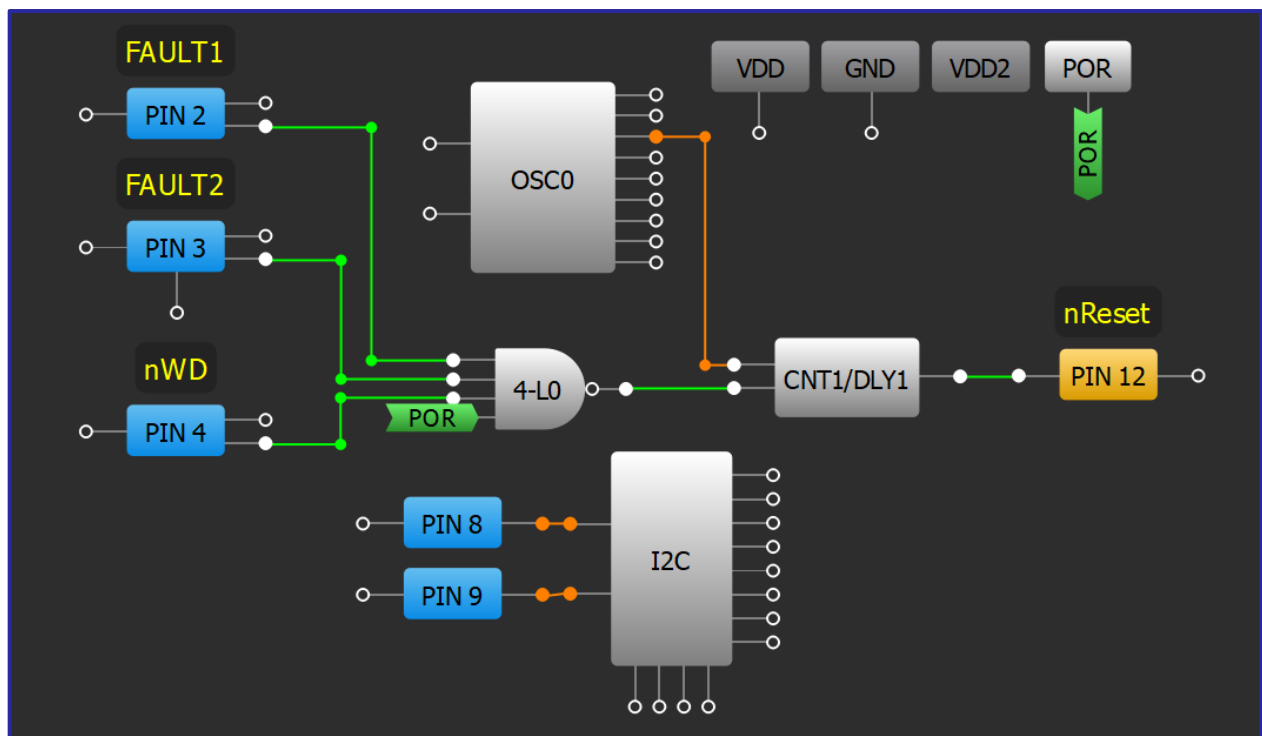 FAULT1
PIN 2
FAULT2
PIN 3
nWD
PIN 4
OSC0
VDD
GND
VDD2
POR
POR
4-L0
POR
CNT1/DLY1
nReset
PIN 12
PIN 8
PIN 9
I2C